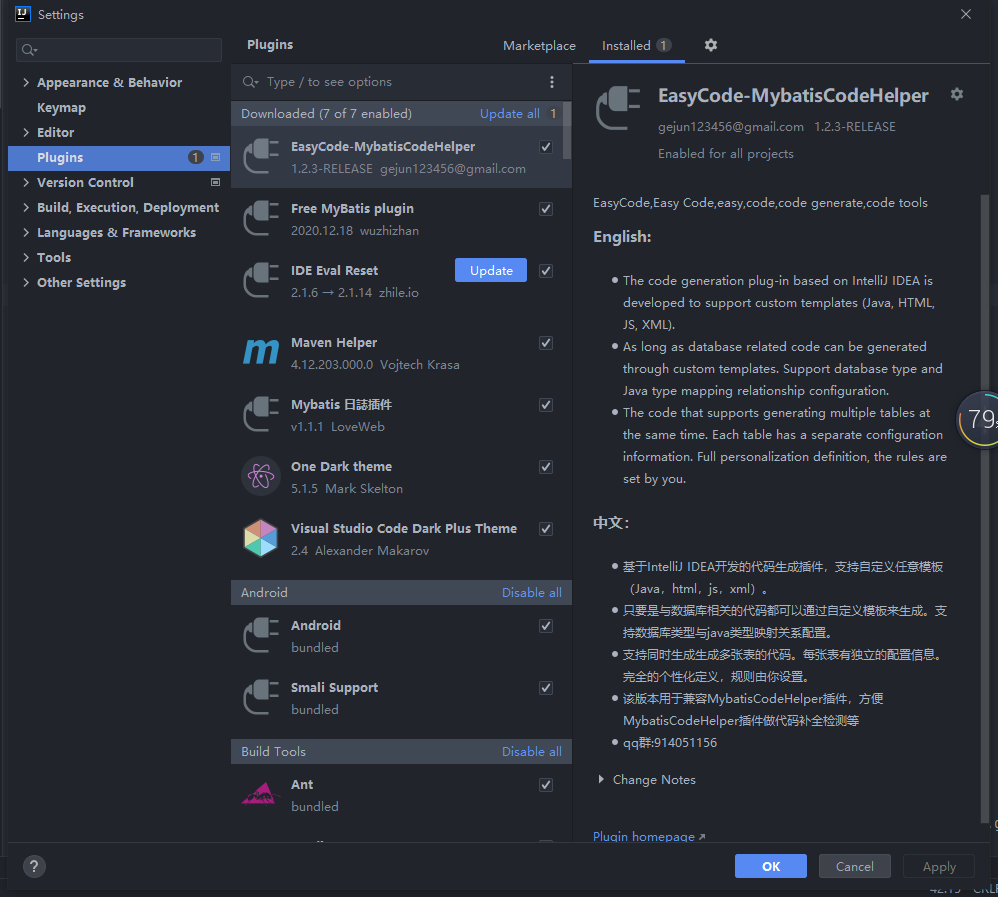 Settings
Plugins
Marketplace
Installed 1
Appearance & Behavior
Keymap
Editor
Plugins 1
Version Control
Build, Execution, Deployment
Languages & Frameworks
Tools
Other Settings
Type / to see options
Downloaded (7 of 7 enabled) Update all 1
EasyCode-MybatisCodeHelper
1.2.3-RELEASE gejun123456@gmail.com
Free MyBatis plugin
2020.12.18 wuzhizhan
IDE Eval Reset
2.1.6 → 2.1.14 zhile.io
Update
Maven Helper
4.12.203.000.0 Vojtech Krasa
Mybatis 日誌插件
v1.1.1 LoveWeb
One Dark theme
5.1.5 Mark Skelton
Visual Studio Code Dark Plus Theme
2.4 Alexander Makarov
Android Disable all
Android
bundled
Smali Support
bundled
Build Tools Disable all
Ant
bundled
EasyCode-MybatisCodeHelper
gejun123456@gmail.com 1.2.3-RELEASE
Enabled for all projects
EasyCode,Easy Code,easy,code,code generate,code tools
English:
The code generation plug-in based on IntelliJ IDEA is
developed to support custom templates (Java, HTML,
JS, XML).
As long as database related code can be generated
through custom templates. Support database type and
Java type mapping relationship configuration.
The code that supports generating multiple tables at
the same time. Each table has a separate configuration
information. Full personalization definition, the rules are
set by you.
中文：
基于IntelliJ IDEA开发的代码生成插件，支持自定义任意模板
（Java，html，js，xml）。
只要是与数据库相关的代码都可以通过自定义模板来生成。支
持数据库类型与java类型映射关系配置。
支持同时生成生成多张表的代码。每张表有独立的配置信息。
完全的个性化定义，规则由你设置。
该版本用于兼容MybatisCodeHelper插件，方便
MybatisCodeHelper插件做代码补全检测等
qq群:914051156
Change Notes
Plugin homepage
79
?
OK
Cancel
Apply